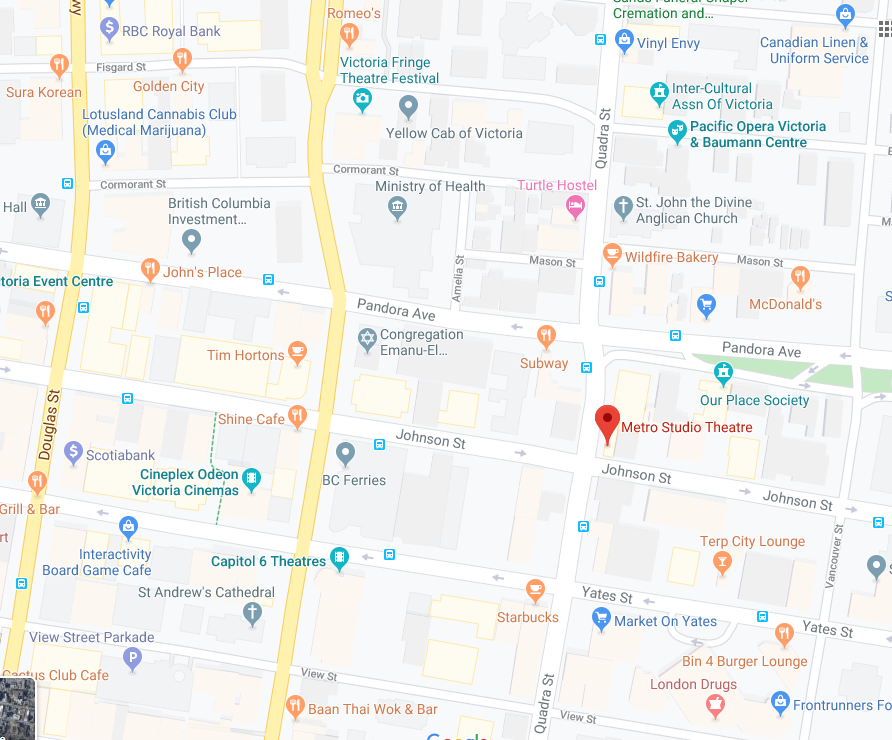 Romeo's
Cremation and...
wy
RBC Royal Bank
Vinyl Envy
Canadian Linen &
Uniform Service
Fisgard St
Victoria Fringe
Theatre Festival
Sura Korean
Golden City
Inter-Cultural
Assn Of Victoria
Lotusland Cannabis Club
(Medical Marijuana)
Yellow Cab of Victoria
Quadra St
Pacific Opera Victoria
& Baumann Centre
Cormorant St
Cormorant St
Ministry of Health
Turtle Hostel
Hall
British Columbia
Investment...
St. John the Divine
Anglican Church
Mason St
Wildfire Bakery
Mason St
John's Place
toria Event Centre
Amelia St
McDonald's
Pandora Ave
Congregation
Emanu-El...
Tim Hortons
Subway
Pandora Ave
Our Place Society
Douglas St
Shine Cafe
Metro Studio Theatre
Johnson St
Scotiabank
Cineplex Odeon
Victoria Cinemas
BC Ferries
Johnson St
Johnson St
Grill & Bar
rt
Interactivity
Board Game Cafe
Terp City Lounge
Vancouver St
Capitol 6 Theatres
St Andrew's Cathedral
Starbucks
Yates St
Market On Yates
Yates St
View Street Parkade
Bin 4 Burger Lounge
Cactus Club Cafe
View St
London Drugs
Quadra St
Baan Thai Wok & Bar
View St
Frontrunners Fo
P